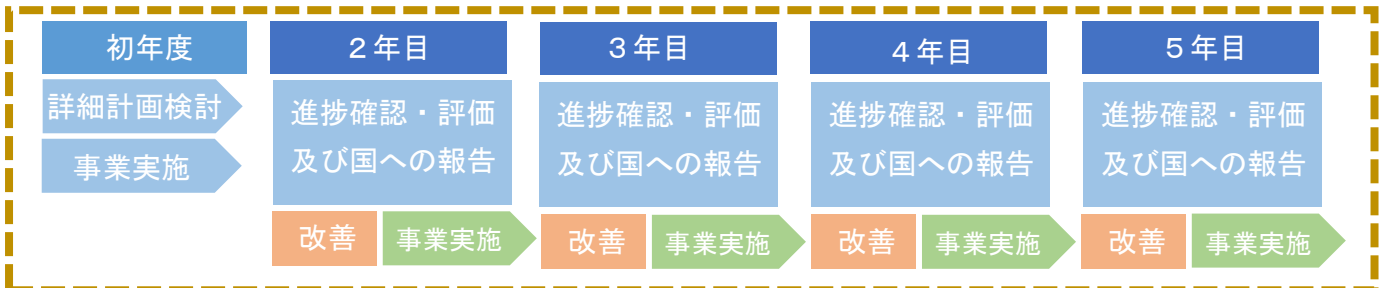 初年度
詳細計画検討
事業実施
２年目
進捗確認・評価
及び国への報告
改善
事業実施
３年目
進捗確認・評価
及び国への報告
改善
事業実施
４年目
進捗確認・評価
及び国への報告
改善
事業実施
５年目
進捗確認・評価
及び国への報告
改善
事業実施